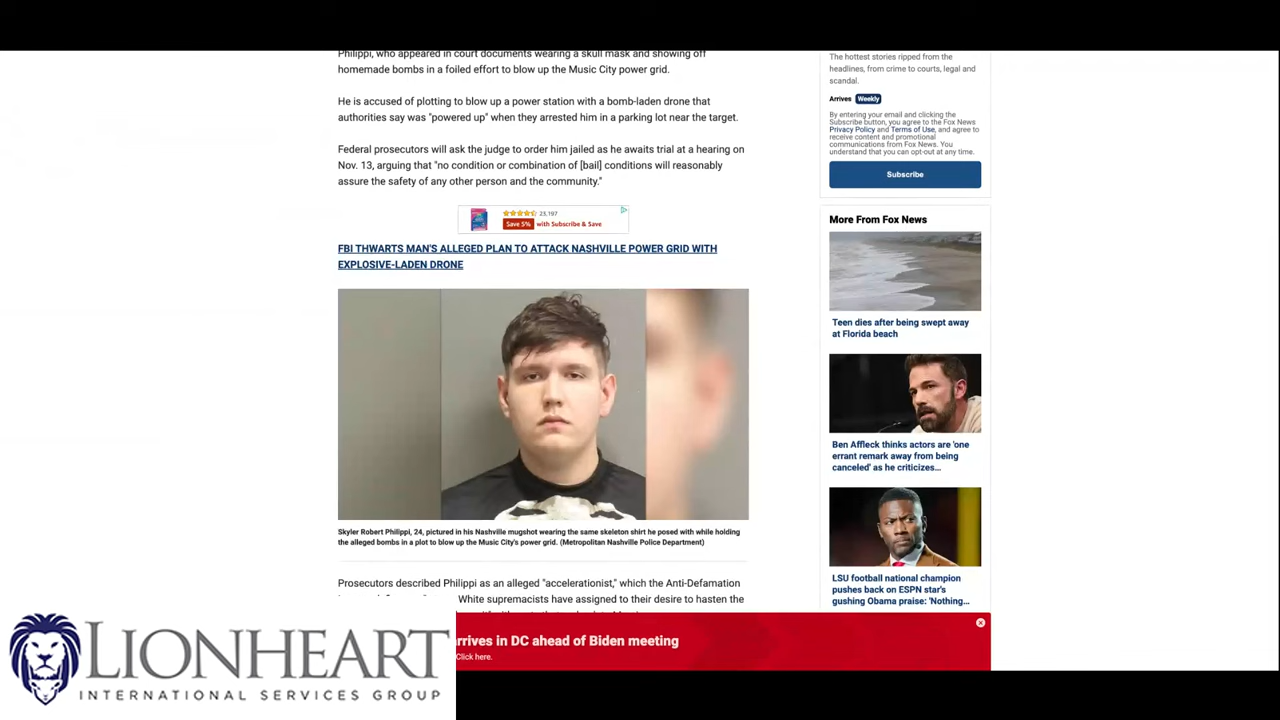 Philippi, who appeared in court documents wearing a skull mask and showing off
homemade bombs in a foiled effort to blow up the Music City power grid.
He is accused of plotting to blow up a power station with a bomb-laden drone that
authorities say was "powered up" when they arrested him in a parking lot near the target.
Federal prosecutors will ask the judge to order him jailed as he awaits trial at a hearing on
Nov. 13, arguing that "no condition or combination of [bail] conditions will reasonably
assure the safety of any other person and the community."
23,197
Save 5% with Subscribe & Save
FBI THWARTS MAN'S ALLEGED PLAN TO ATTACK NASHVILLE POWER GRID WITH
EXPLOSIVE-LADEN DRONE
Skyler Robert Philippi, 24, pictured in his Nashville mugshot wearing the same skeleton shirt he posed with while holding
the alleged bombs in a plot to blow up the Music City's power grid. (Metropolitan Nashville Police Department)
Prosecutors described Philippi as an alleged "accelerationist," which the Anti-Defamation
White supremacists have assigned to their desire to hasten the
The hottest stories ripped from the
headlines, from crime to courts, legal and
scandal.
Arrives Weekly
By entering your email and clicking the
Subscribe button, you agree to the Fox News
Privacy Policy and Terms of Use, and agree to
receive content and promotional
communications from Fox News. You
understand that you can opt-out at any time.
Subscribe
More From Fox News
Teen dies after being swept away
at Florida beach
Ben Affleck thinks actors are 'one
errant remark away from being
canceled' as he criticizes...
LSU football national champion
pushes back on ESPN star's
gushing Obama praise: 'Nothing...
arrives in DC ahead of Biden meeting
Click here.
LIONHEART
INTERNATIONAL SERVICES GROUP